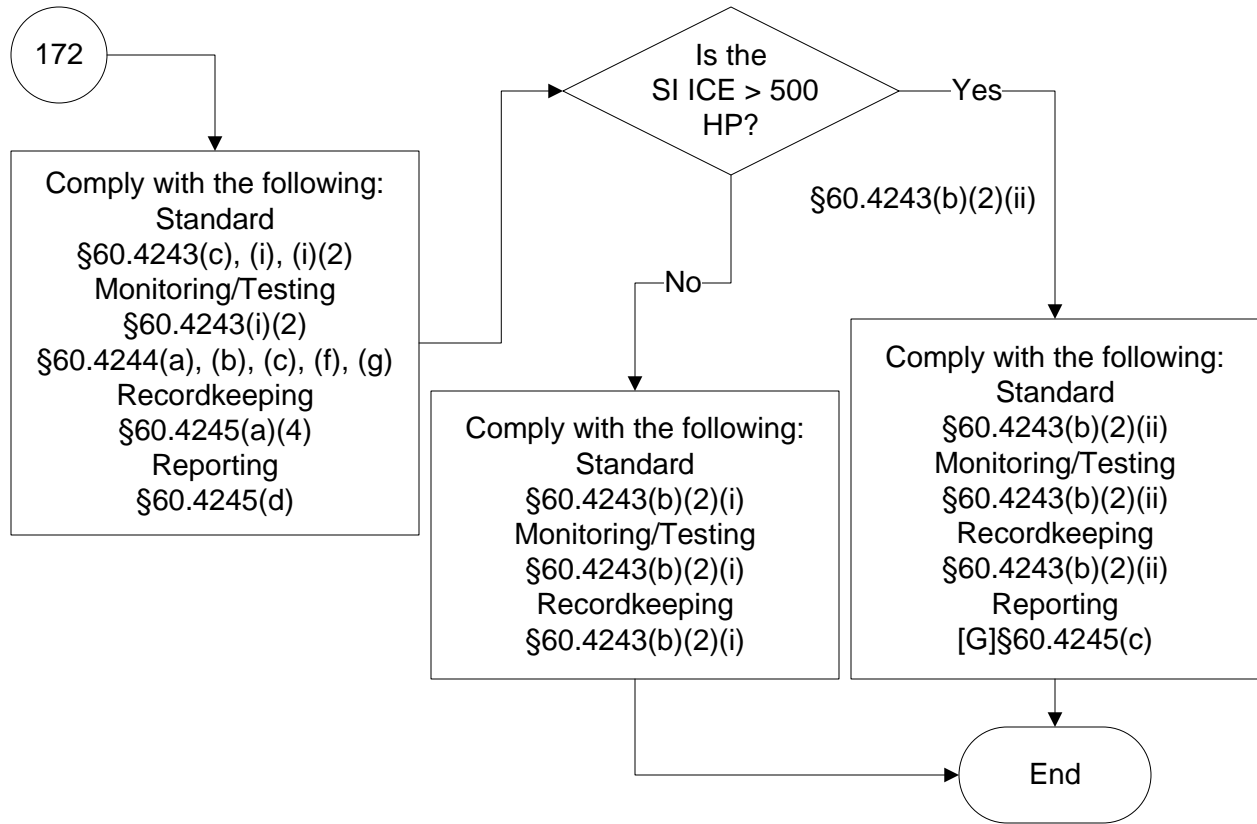 172
Comply with the following:
Standard
§60.4243(c), (i), (i)(2)
Monitoring/Testing
§60.4243(i)(2)
§60.4244(a), (b), (c), (f), (g)
Recordkeeping
§60.4245(a)(4)
Reporting
§60.4245(d)
Is the
SI ICE > 500
HP?
Yes
§60.4243(b)(2)(ii)
No
Comply with the following:
Standard
§60.4243(b)(2)(i)
Monitoring/Testing
§60.4243(b)(2)(i)
Recordkeeping
§60.4243(b)(2)(i)
Comply with the following:
Standard
§60.4243(b)(2)(ii)
Monitoring/Testing
§60.4243(b)(2)(ii)
Recordkeeping
§60.4243(b)(2)(ii)
Reporting
[G]§60.4245(c)
End